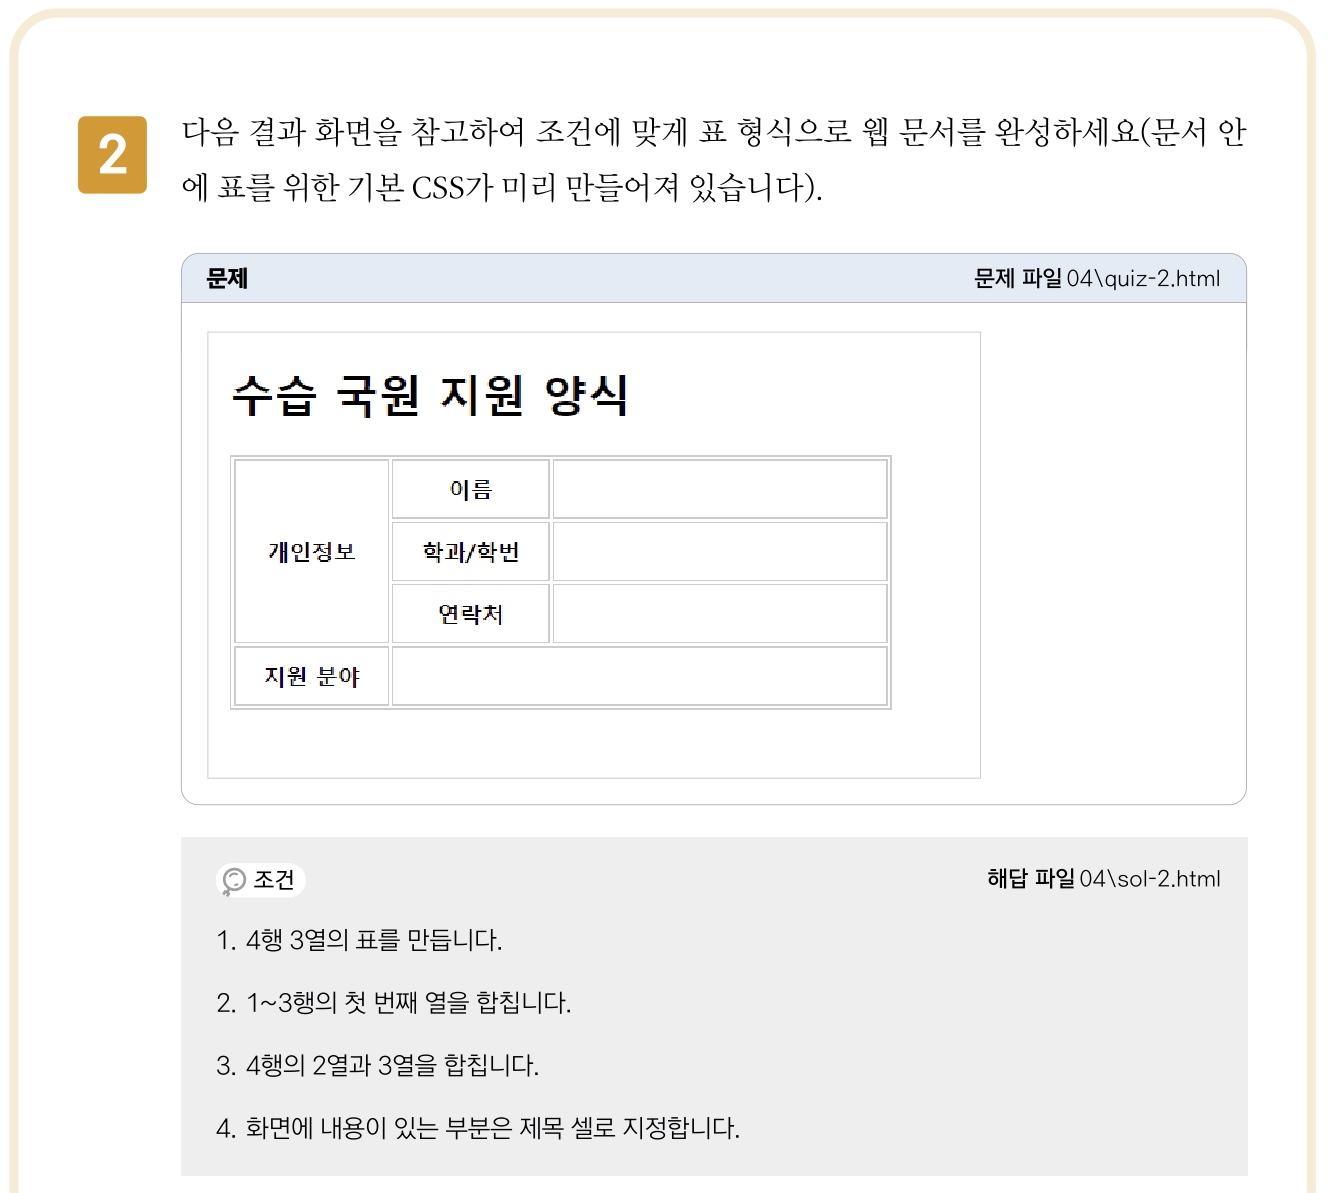 2
다음 결과 화면을 참고하여 조건에 맞게 표 형식으로 웹 문서를 완성하세요(문서 안
에 표를 위한 기본 CSS가 미리 만들어져 있습니다).
문제 문제 파일 04\quiz-2.html
수습 국원 지원 양식
이름
개인정보 학과/학번
연락처
지원 분야
조건 해답 파일 04\sol-2.html
1. 4행 3열의 표를 만듭니다.
2. 1~3행의 첫 번째 열을 합칩니다.
3. 4행의 2열과 3열을 합칩니다.
4. 화면에 내용이 있는 부분은 제목 셀로 지정합니다.